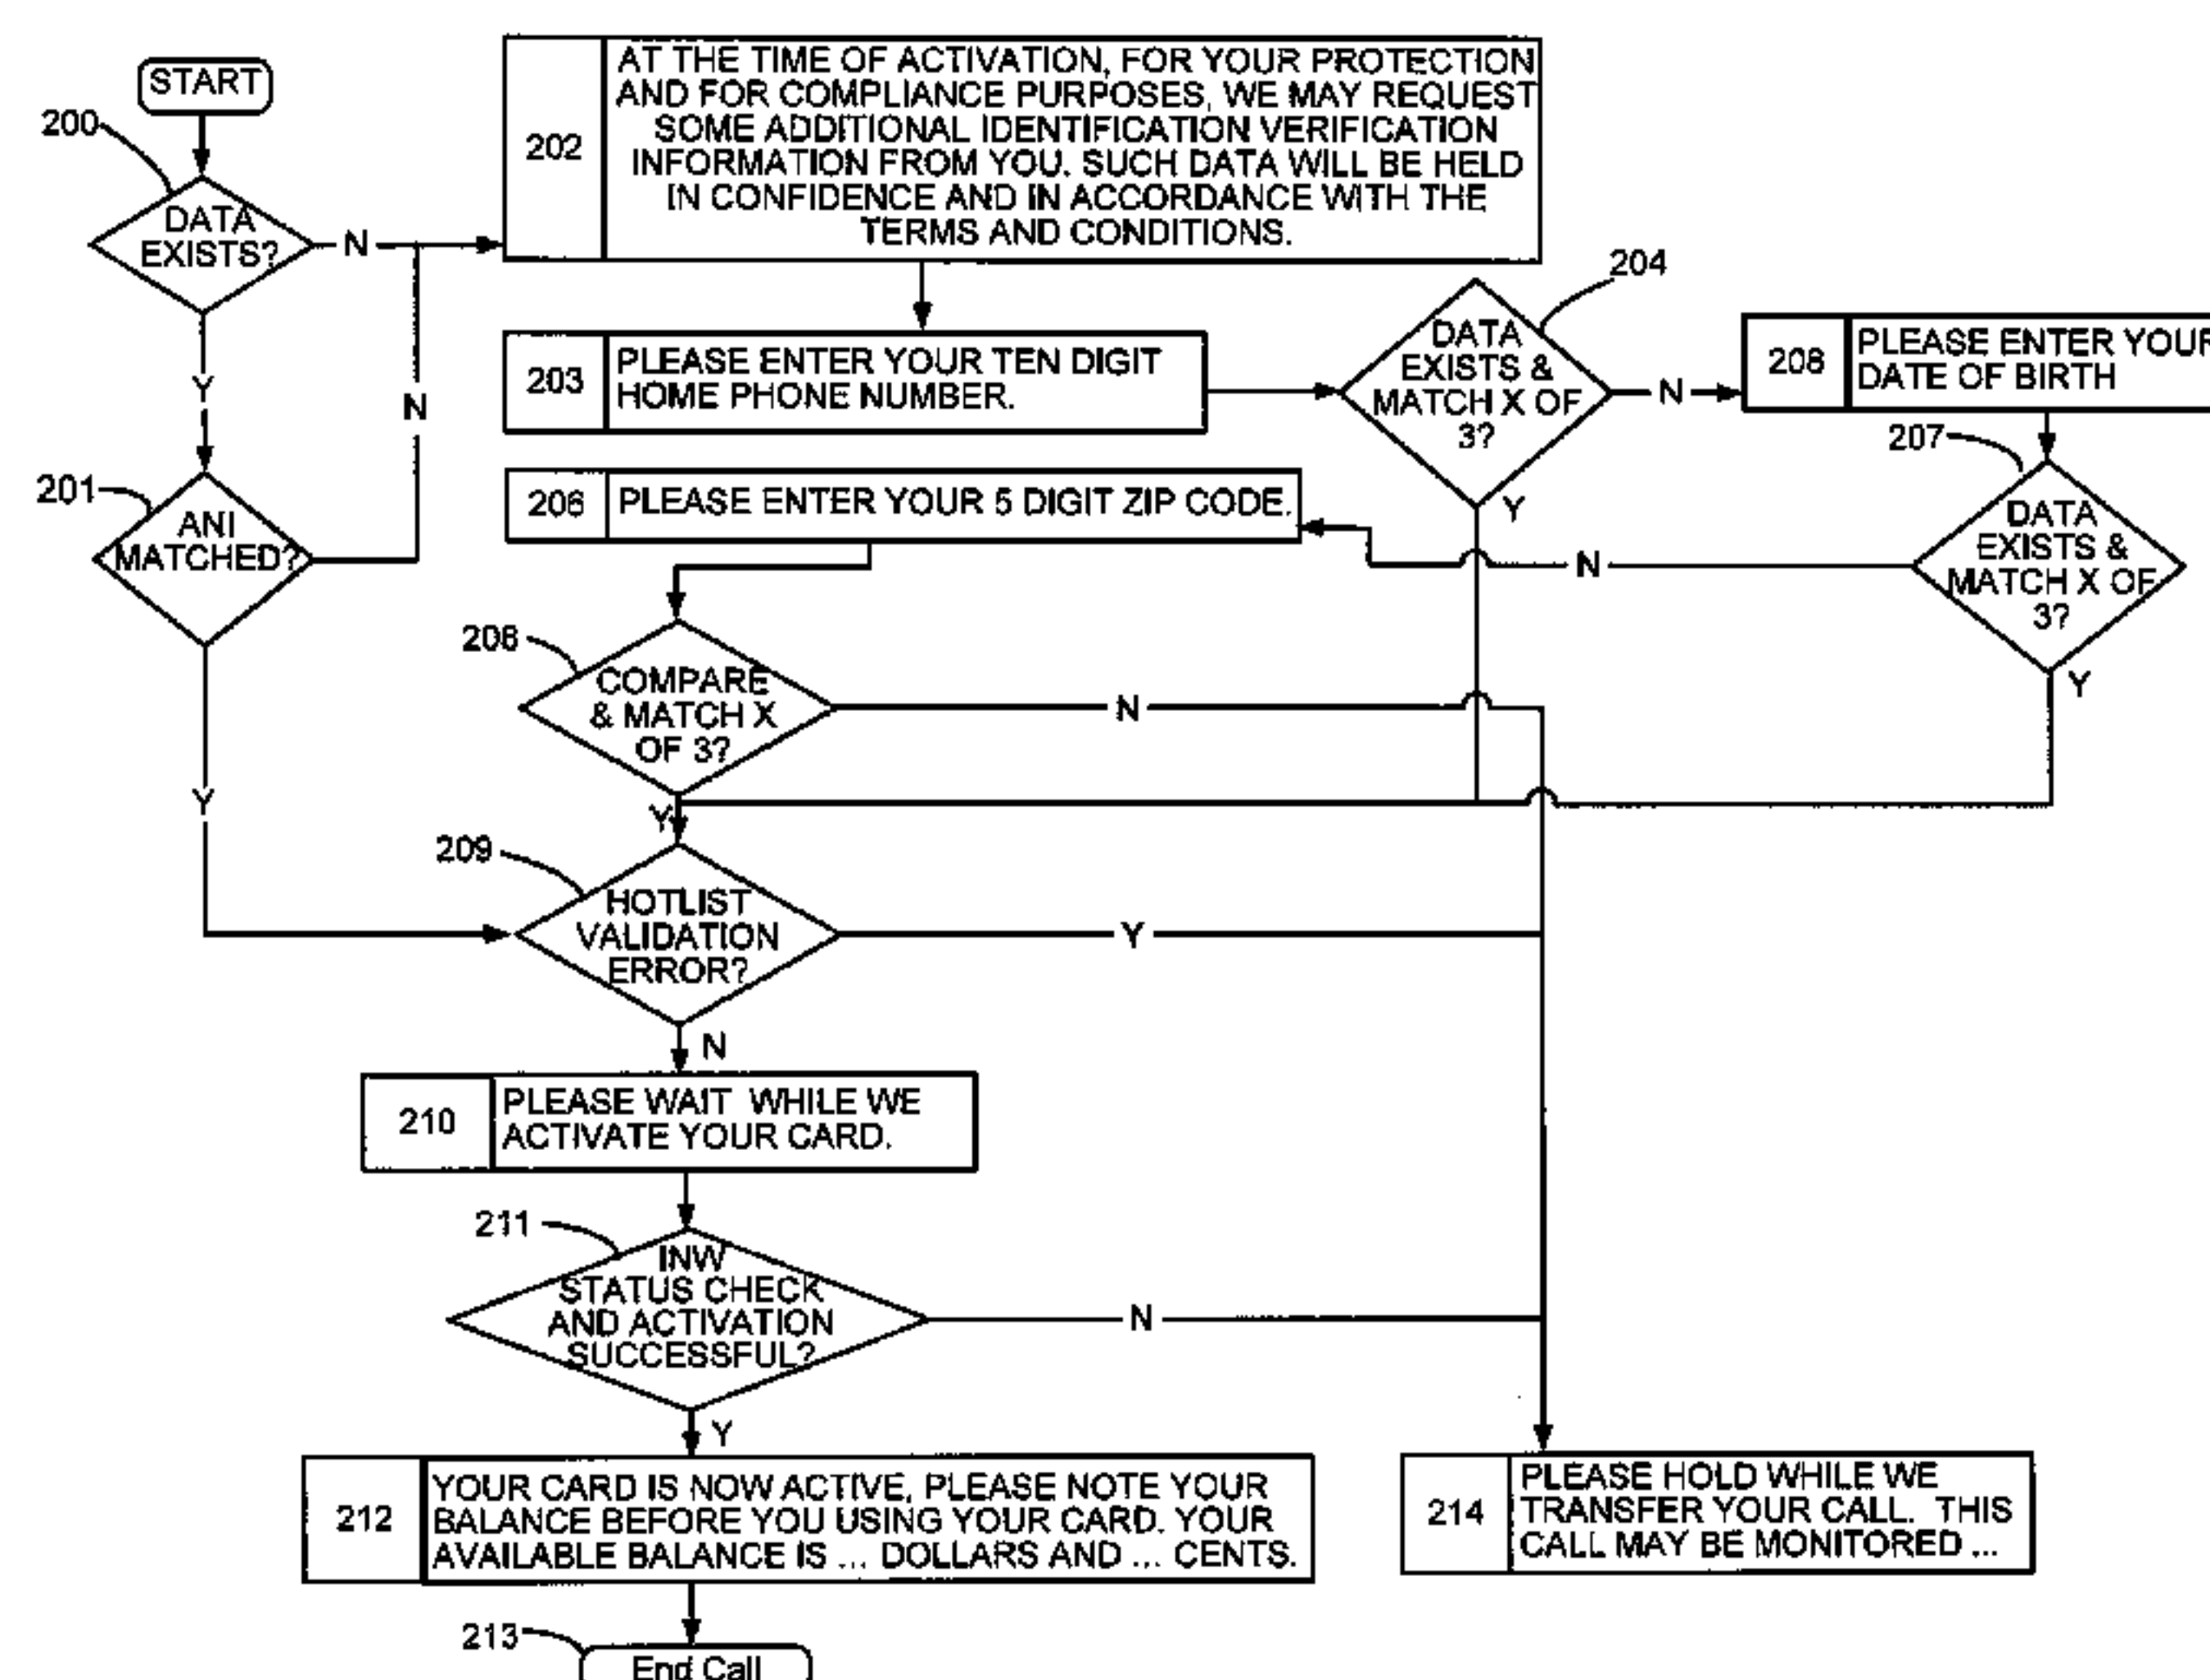 START
200
DATA
EXISTS?
N
202
AT THE TIME OF ACTIVATION, FOR YOUR PROTECTION
AND FOR COMPLIANCE PURPOSES, WE MAY REQUEST
SOME ADDITIONAL IDENTIFICATION VERIFICATION
INFORMATION FROM YOU. SUCH DATA WILL BE HELD
IN CONFIDENCE AND IN ACCORDANCE WITH THE
TERMS AND CONDITIONS.
Y
N
203
PLEASE ENTER YOUR TEN DIGIT
HOME PHONE NUMBER.
204
DATA
EXISTS &
MATCH X OF
3?
N
Y
208
PLEASE ENTER YOUR
DATE OF BIRTH
207
DATA
EXISTS &
MATCH X OF
3?
N
Y
201
ANI
MATCHED?
Y
206
PLEASE ENTER YOUR 5 DIGIT ZIP CODE.
208
COMPARE
& MATCH X
OF 3?
N
Y
209
HOTLIST
VALIDATION
ERROR?
Y
N
210
PLEASE WAIT WHILE WE
ACTIVATE YOUR CARD.
211
INW
STATUS CHECK
AND ACTIVATION
SUCCESSFUL?
N
Y
212
YOUR CARD IS NOW ACTIVE, PLEASE NOTE YOUR
BALANCE BEFORE YOU USING YOUR CARD. YOUR
AVAILABLE BALANCE IS ... DOLLARS AND ... CENTS.
214
PLEASE HOLD WHILE WE
TRANSFER YOUR CALL. THIS
CALL MAY BE MONITORED ...
213
End Call